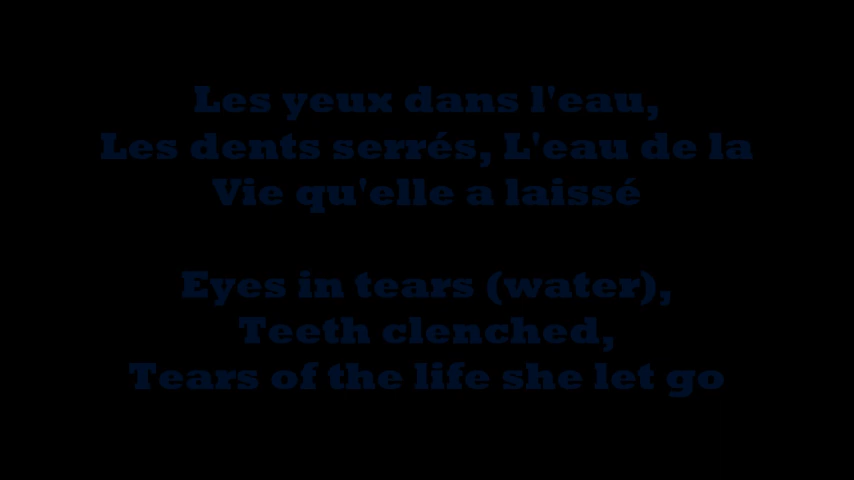 Les yeux dans l'eau,
Les dents serrés, L'eau de la
Vie qu'elle a laissé
Eyes in tears (water),
Teeth clenched,
Tears of the life she let go